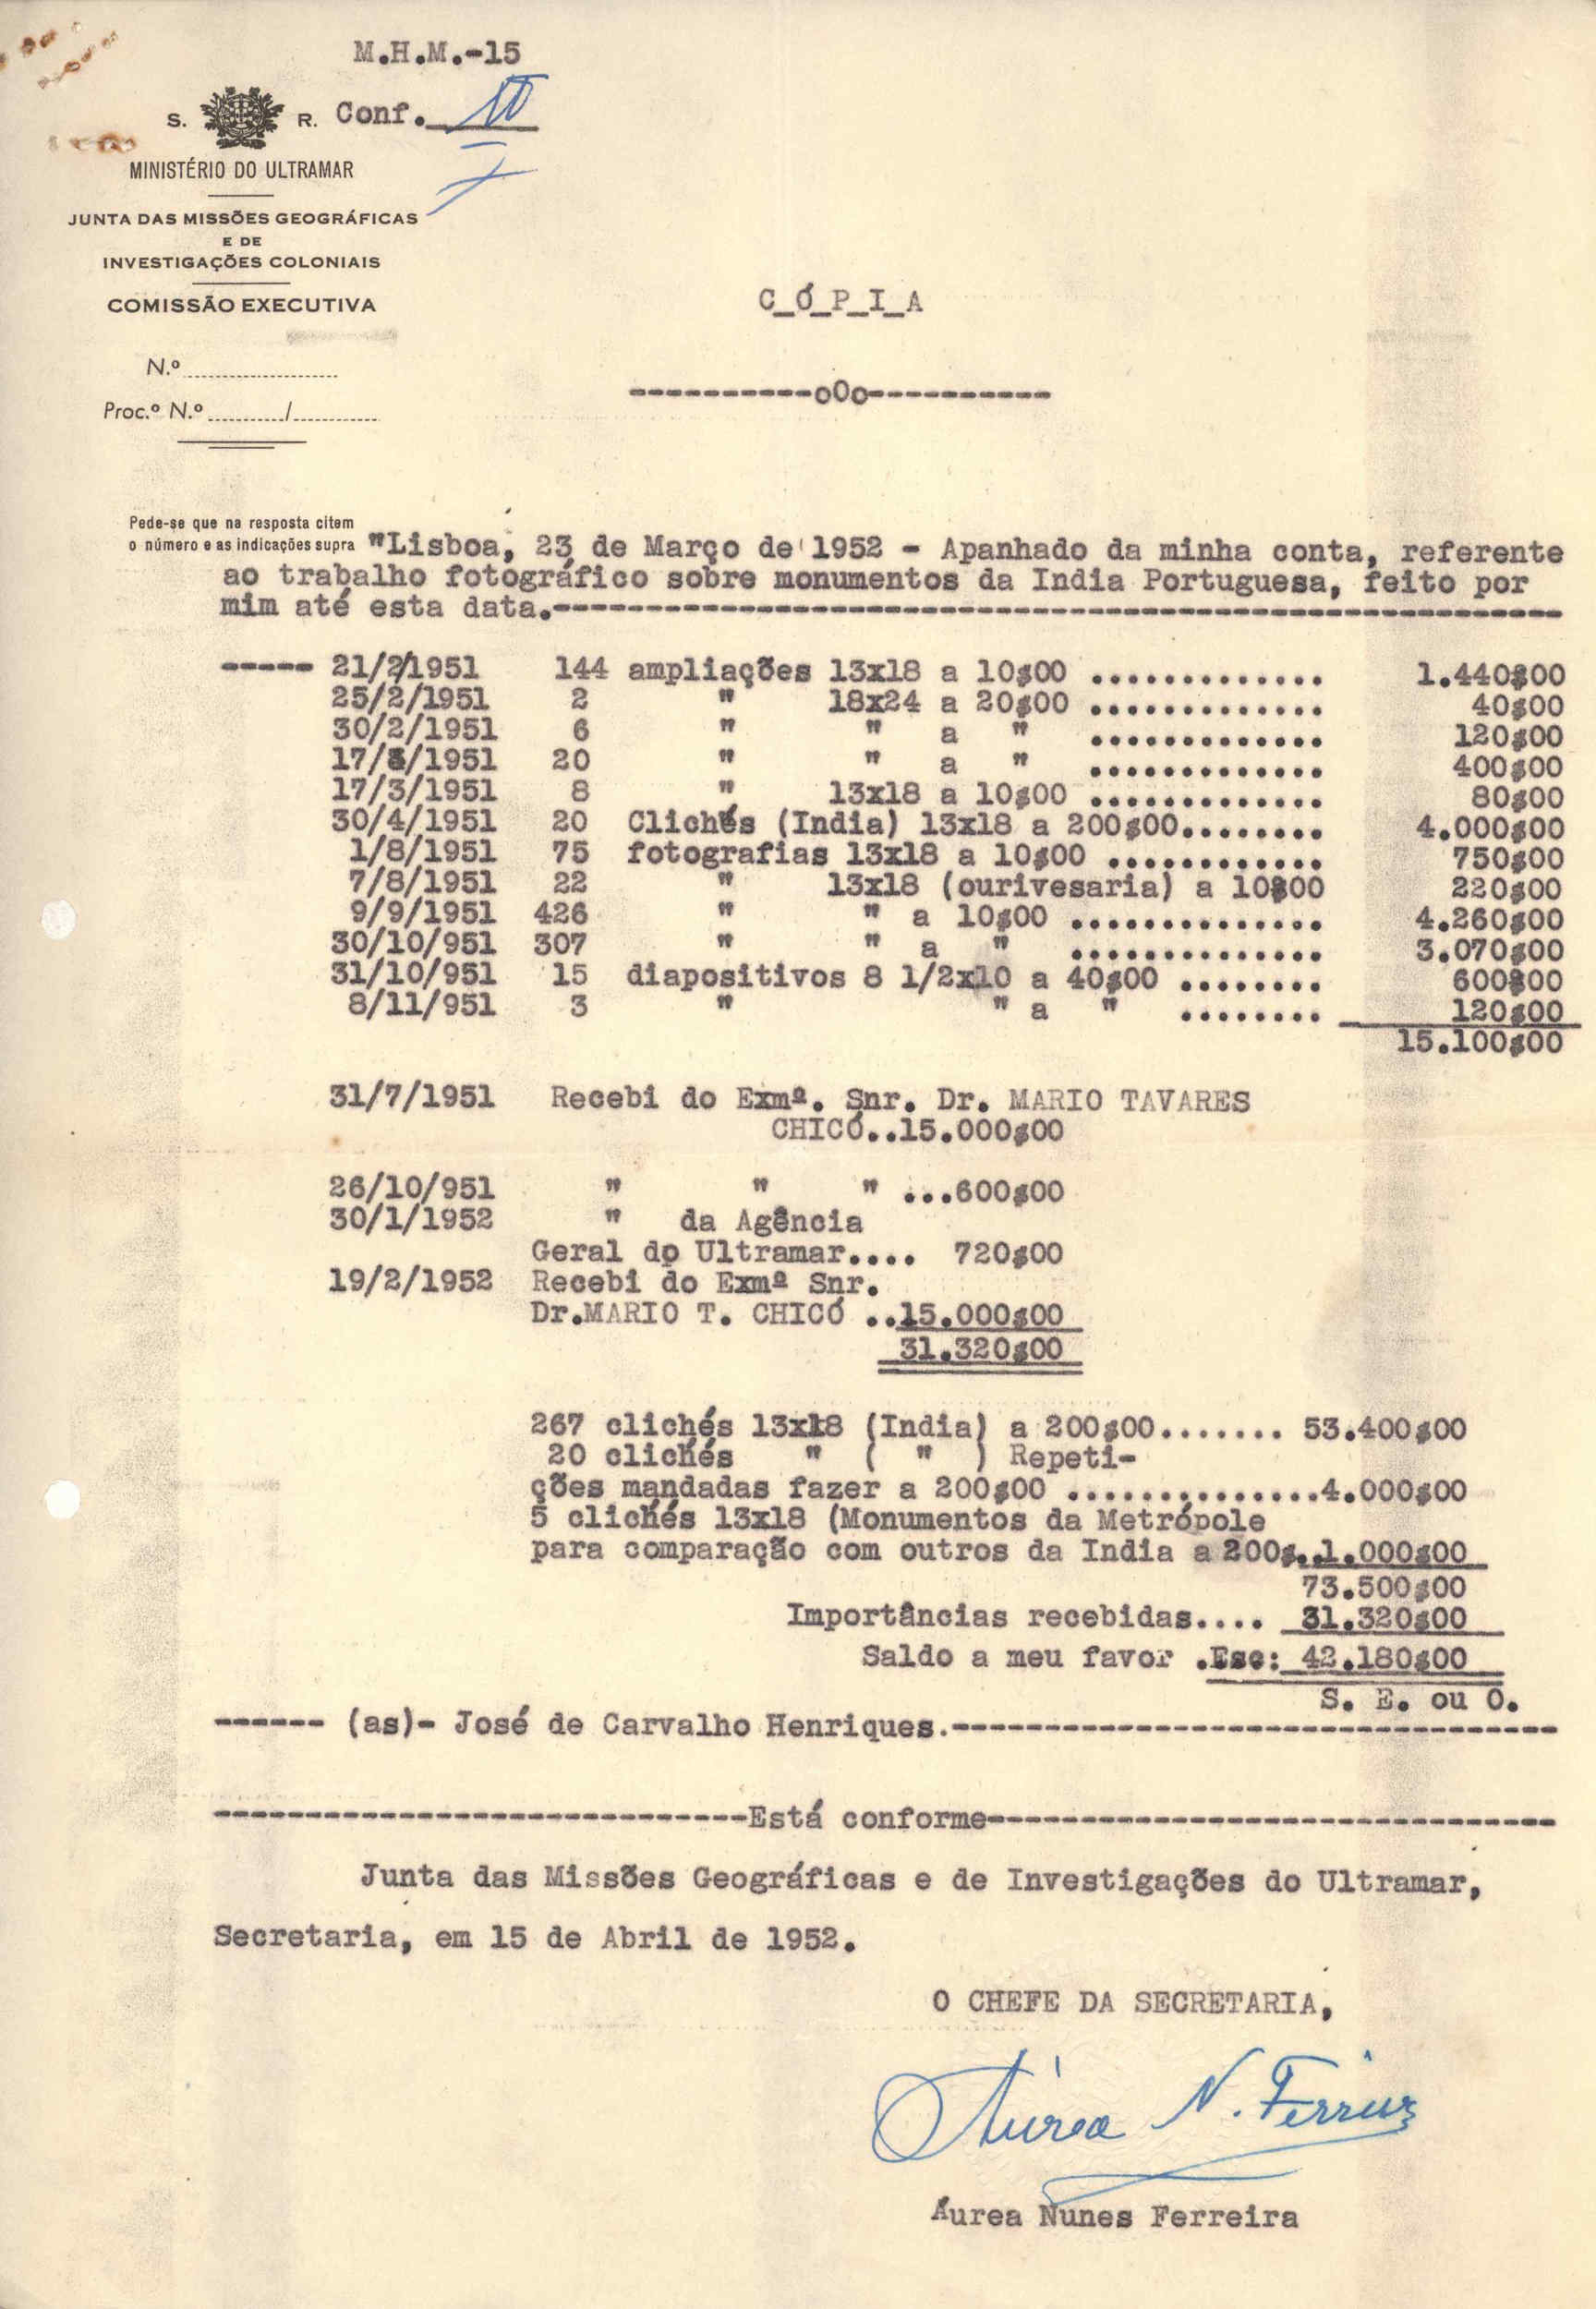 M.H.M.-15
S. R. Conf. 10
MINISTÉRIO DO ULTRAMAR
JUNTA DAS MISSÕES GEOGRÁFICAS
E DE
INVESTIGAÇÕES COLONIAIS
COMISSÃO EXECUTIVA
C_Ó_P_I_A
N.º
-----------oOo-----------
Proc.º N.º ........../..........
Pede-se que na resposta citem
o número e as indicações supra
"Lisboa, 23 de Março de 1952 - Apanhado da minha conta, referente
ao trabalho fotográfico sobre monumentos da India Portuguesa, feito por
mim até esta data.-----------------------------------------------
----- 21/2/1951 144 ampliações 13x18 a 10$00 ............. 1.440$00
25/2/1951 2 " 18x24 a 20$00 ............. 40$00
30/2/1951 6 " " a " ............. 120$00
17/3/1951 20 " " a " ............. 400$00
17/3/1951 8 " 13x18 a 10$00 ............. 80$00
30/4/1951 20 Clichés (India) 13x18 a 200$00........ 4.000$00
1/8/1951 75 fotografias 13x18 a 10$00 ............ 750$00
7/8/1951 22 " 13x18 (ourivesaria) a 10$00 220$00
9/9/1951 426 " " a 10$00 .............. 4.260$00
30/10/951 307 " " a " .............. 3.070$00
31/10/951 15 diapositivos 8 1/2x10 a 40$00 ........ 600$00
8/11/951 3 " " a " ........ 120$00
15.100$00
31/7/1951 Recebi do Exmº. Snr. Dr. MARIO TAVARES
CHICÓ..15.000$00
26/10/951 " " " ...600$00
30/1/1952 " da Agência
Geral do Ultramar.... 720$00
19/2/1952 Recebi do Exmº Snr.
Dr.MARIO T. CHICÓ ..15.000$00
31.320$00
267 clichés 13x18 (India) a 200$00....... 53.400$00
20 clichés " ( " ) Repeti-
ções mandadas fazer a 200$00 ..............4.000$00
5 clichés 13x18 (Monumentos da Metrópole
para comparação com outros da India a 200$..1.000$00
73.500$00
Importâncias recebidas.... 31.320$00
Saldo a meu favor .Esc: 42.180$00
S. E. ou O.
------ (as)- José de Carvalho Henriques.---------------------------------
-----------------------------Está conforme-------------------------------
Junta das Missões Geográficas e de Investigações do Ultramar,
Secretaria, em 15 de Abril de 1952.
O CHEFE DA SECRETARIA,
Áurea N. Ferreira
Áurea Nunes Ferreira